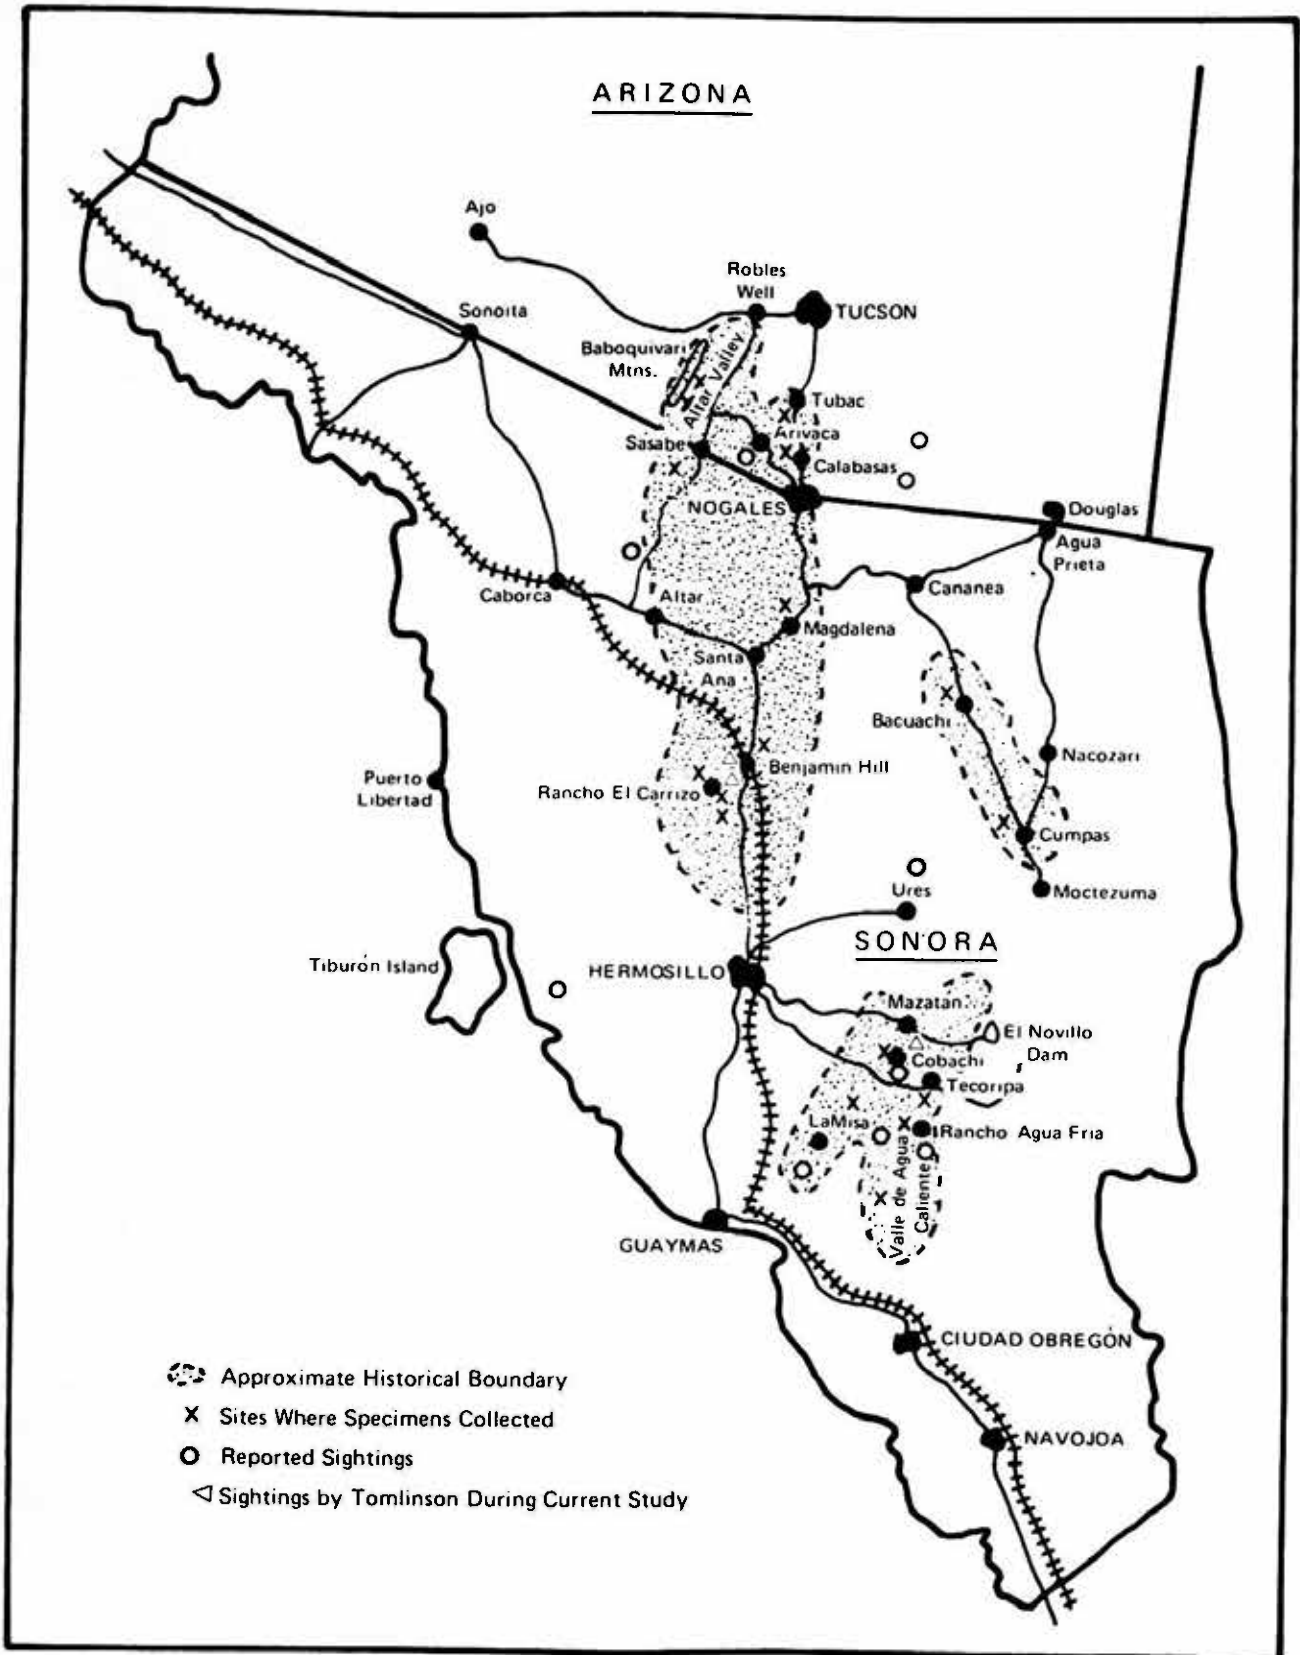 ARIZONA
Ajo
Robles
Well
TUCSON
Sonoita
Baboquivari
Mtns.
Altar Valley
Tubac
Arivaca
Sasabe
Calabasas
NOGALES
Douglas
Agua
Prieta
Caborca
Altar
Cananea
Magdalena
Santa
Ana
Bacuachi
Nacozari
Puerto
Libertad
Benjamin Hill
Rancho El Carrizo
Cumpas
Ures
Moctezuma
SONORA
Tiburón Island
HERMOSILLO
Mazatan
El Novillo
Dam
Cobachi
Tecoripa
LaMisa
Rancho Agua Fria
Valle de Agua
Caliente
GUAYMAS
CIUDAD OBREGÓN
NAVOJOA
Approximate Historical Boundary
X Sites Where Specimens Collected
Reported Sightings
Sightings by Tomlinson During Current Study